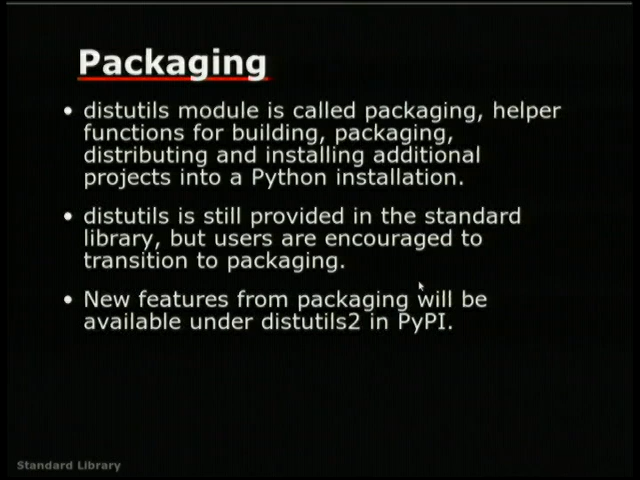 Packaging
• distutils module is called packaging, helper
functions for building, packaging,
distributing and installing additional
projects into a Python installation.
• distutils is still provided in the standard
library, but users are encouraged to
transition to packaging.
• New features from packaging will be
available under distutils2 in PyPI.
Standard Library